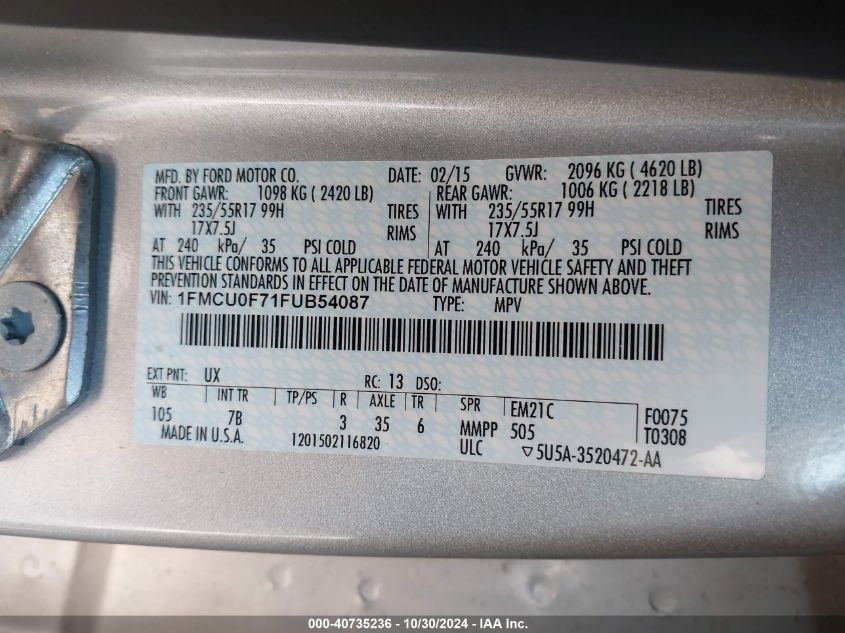 MFD. BY FORD MOTOR CO. DATE: 02/15 GVWR: 2096 KG ( 4620 LB)
FRONT GAWR: 1098 KG ( 2420 LB) REAR GAWR: 1006 KG ( 2218 LB)
WITH 235/55R17 99H TIRES WITH 235/55R17 99H TIRES
17X7.5J RIMS 17X7.5J RIMS
AT 240 kPa/ 35 PSI COLD AT 240 kPa/ 35 PSI COLD
THIS VEHICLE CONFORMS TO ALL APPLICABLE FEDERAL MOTOR VEHICLE SAFETY AND THEFT
PREVENTION STANDARDS IN EFFECT ON THE DATE OF MANUFACTURE SHOWN ABOVE.
VIN: 1FMCU0F71FUB54087 TYPE: MPV
EXT PNT: UX RC: 13 DSO:
WB INT TR TP/PS R AXLE TR SPR EM21C F0075
105 7B 3 35 6 MMPP 505 T0308
MADE IN U.S.A. 1201502116820 ULC ▽5U5A-3520472-AA
000-40735236 - 10/30/2024 - IAA Inc.